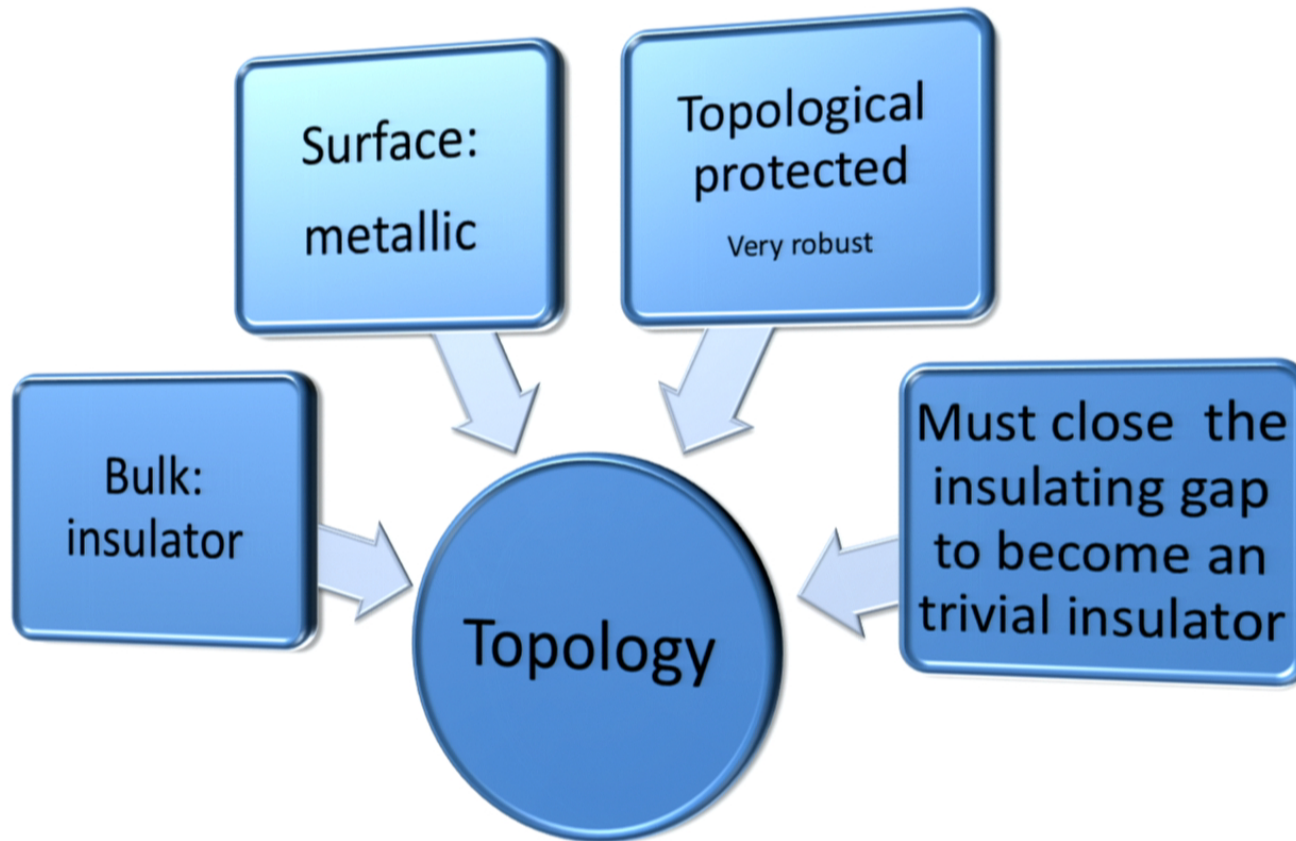 Surface:
metallic
Topological
protected
Very robust
Bulk:
insulator
Must close  the
insulating gap
to become an
trivial insulator
Topology